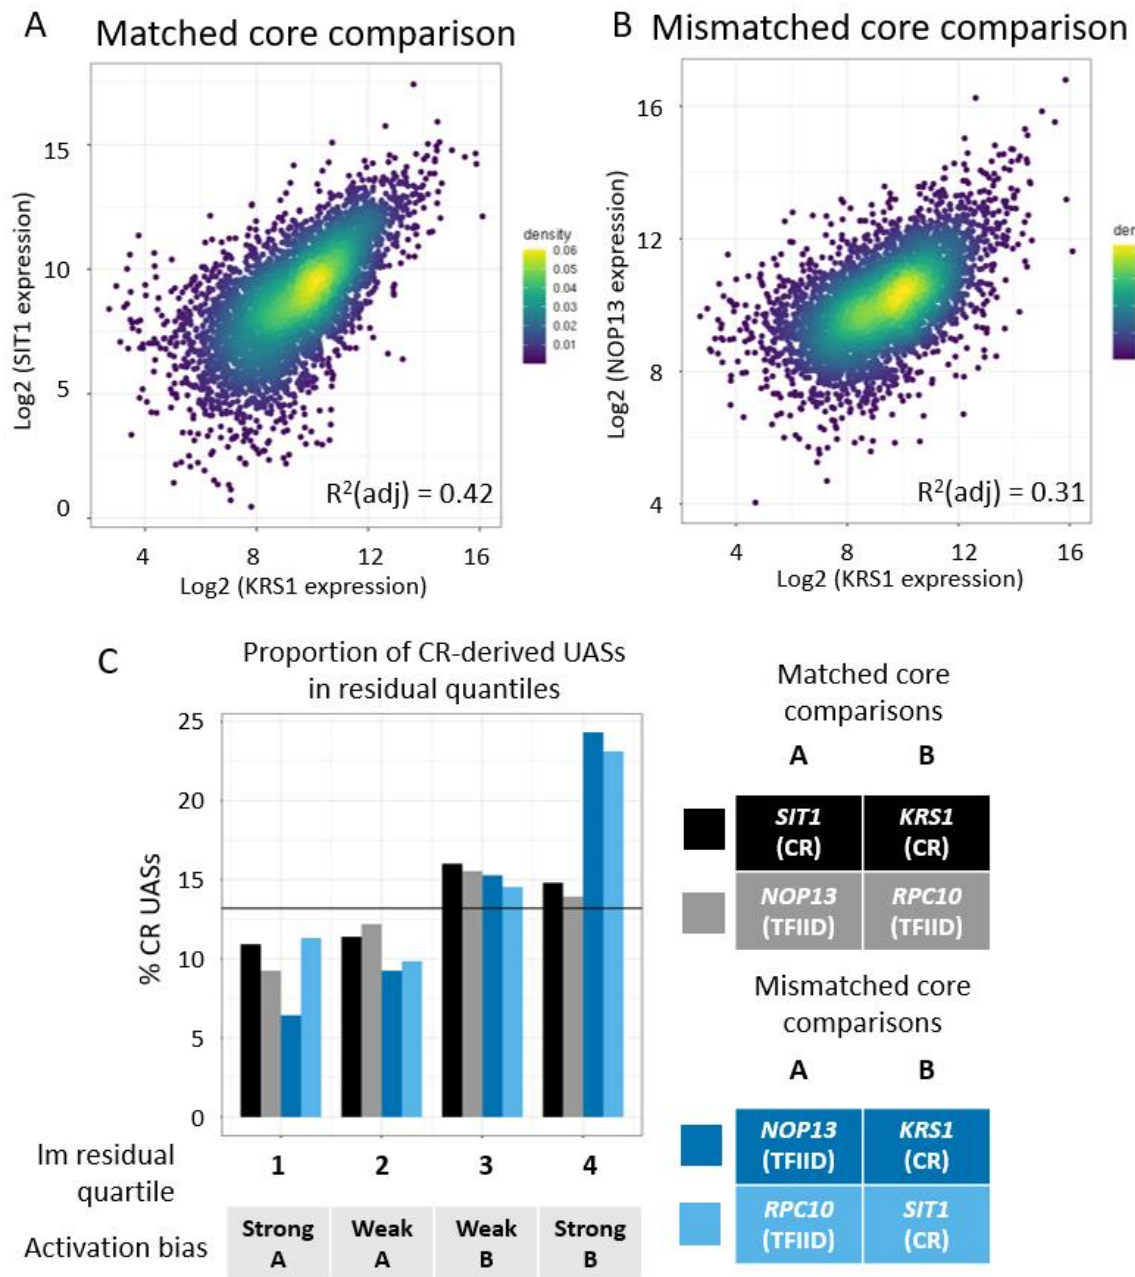 A
Matched core comparison
Log2 (SIT1 expression)
15
10
5
0
4
8
12
16
Log2 (KRS1 expression)
R²(adj) = 0.42
density
0.06
0.05
0.04
0.03
0.02
0.01
B
Mismatched core comparison
Log2 (NOP13 expression)
16
12
8
4
4
8
12
16
Log2 (KRS1 expression)
R²(adj) = 0.31
der
C
Proportion of CR-derived UASs
in residual quantiles
% CR UASs
25
20
15
10
5
0
lm residual
quartile
1
2
3
4
Activation bias
Strong
A
Weak
A
Weak
B
Strong
B
Matched core
comparisons
A
B
SIT1
(CR)
KRS1
(CR)
NOP13
(TFIID)
RPC10
(TFIID)
Mismatched core
comparisons
A
B
NOP13
(TFIID)
KRS1
(CR)
RPC10
(TFIID)
SIT1
(CR)